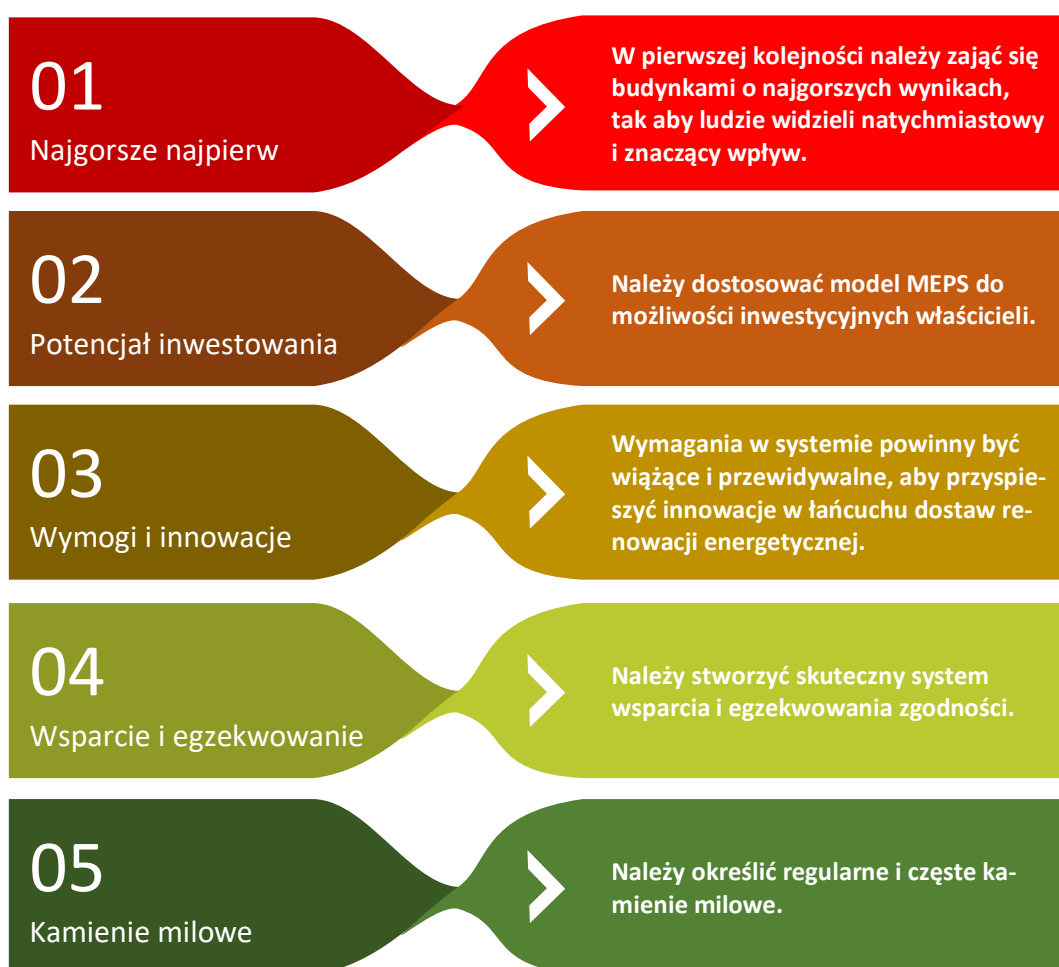 01
Najgorsze najpierw
W pierwszej kolejności należy zająć się
budynkami o najgorszych wynikach,
tak aby ludzie widzieli natychmiastowy
i znaczący wpływ.
02
Potencjał inwestowania
Należy dostosować model MEPS do
możliwości inwestycyjnych właścicieli.
03
Wymogi i innowacje
Wymagania w systemie powinny być
wiążące i przewidywalne, aby przyspie-
szyć innowacje w łańcuchu dostaw re-
nowacji energetycznej.
04
Wsparcie i egzekwowanie
Należy stworzyć skuteczny system
wsparcia i egzekwowania zgodności.
05
Kamienie milowe
Należy określić regularne i częste ka-
mienie milowe.